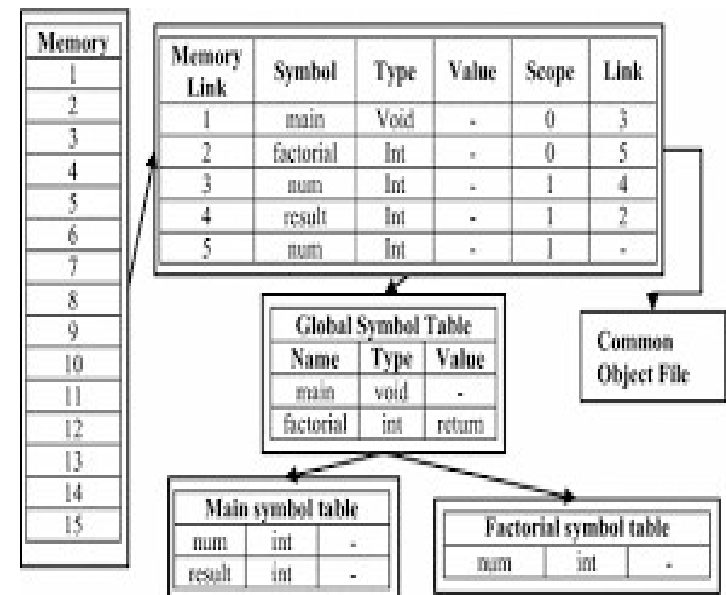 Memory
1
2
3
4
5
6
7
8
9
10
11
12
13
14
15
Memory Link Symbol Type Value Scope Link
1 main Void - 0 3
2 factorial Int - 0 5
3 num Int - 1 4
4 result Int - 1 2
5 num Int - 1 -
Global Symbol Table
Name Type Value
main void -
factorial int return
Common
Object File
Main symbol table
num int -
result int -
Factorial symbol table
num int -